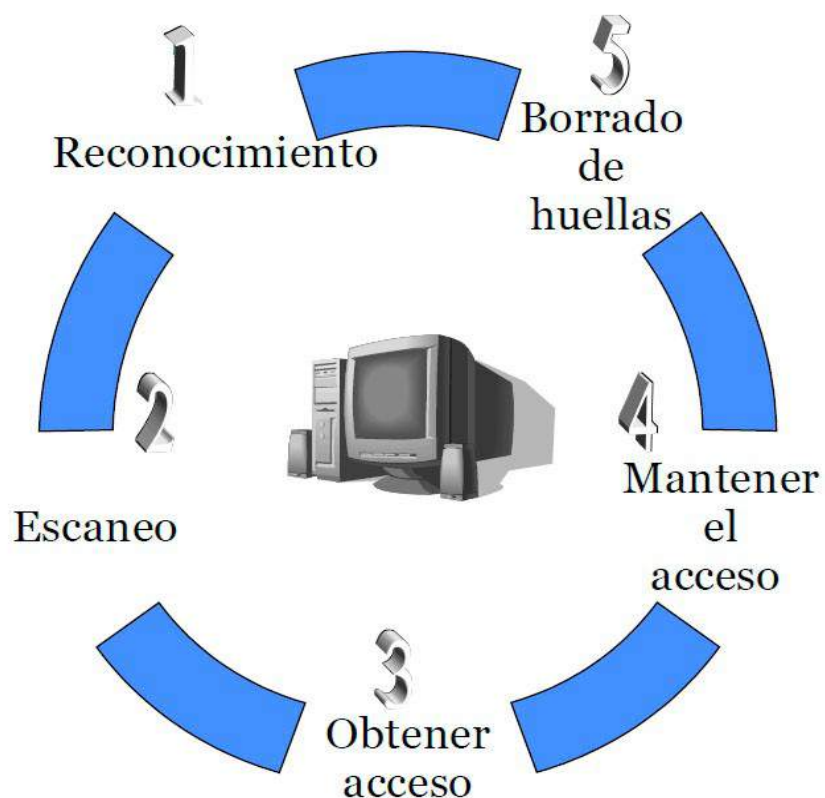 1
Reconocimiento
2
Escaneo
3
Obtener
acceso
4
Mantener
el
acceso
5
Borrado
de
huellas